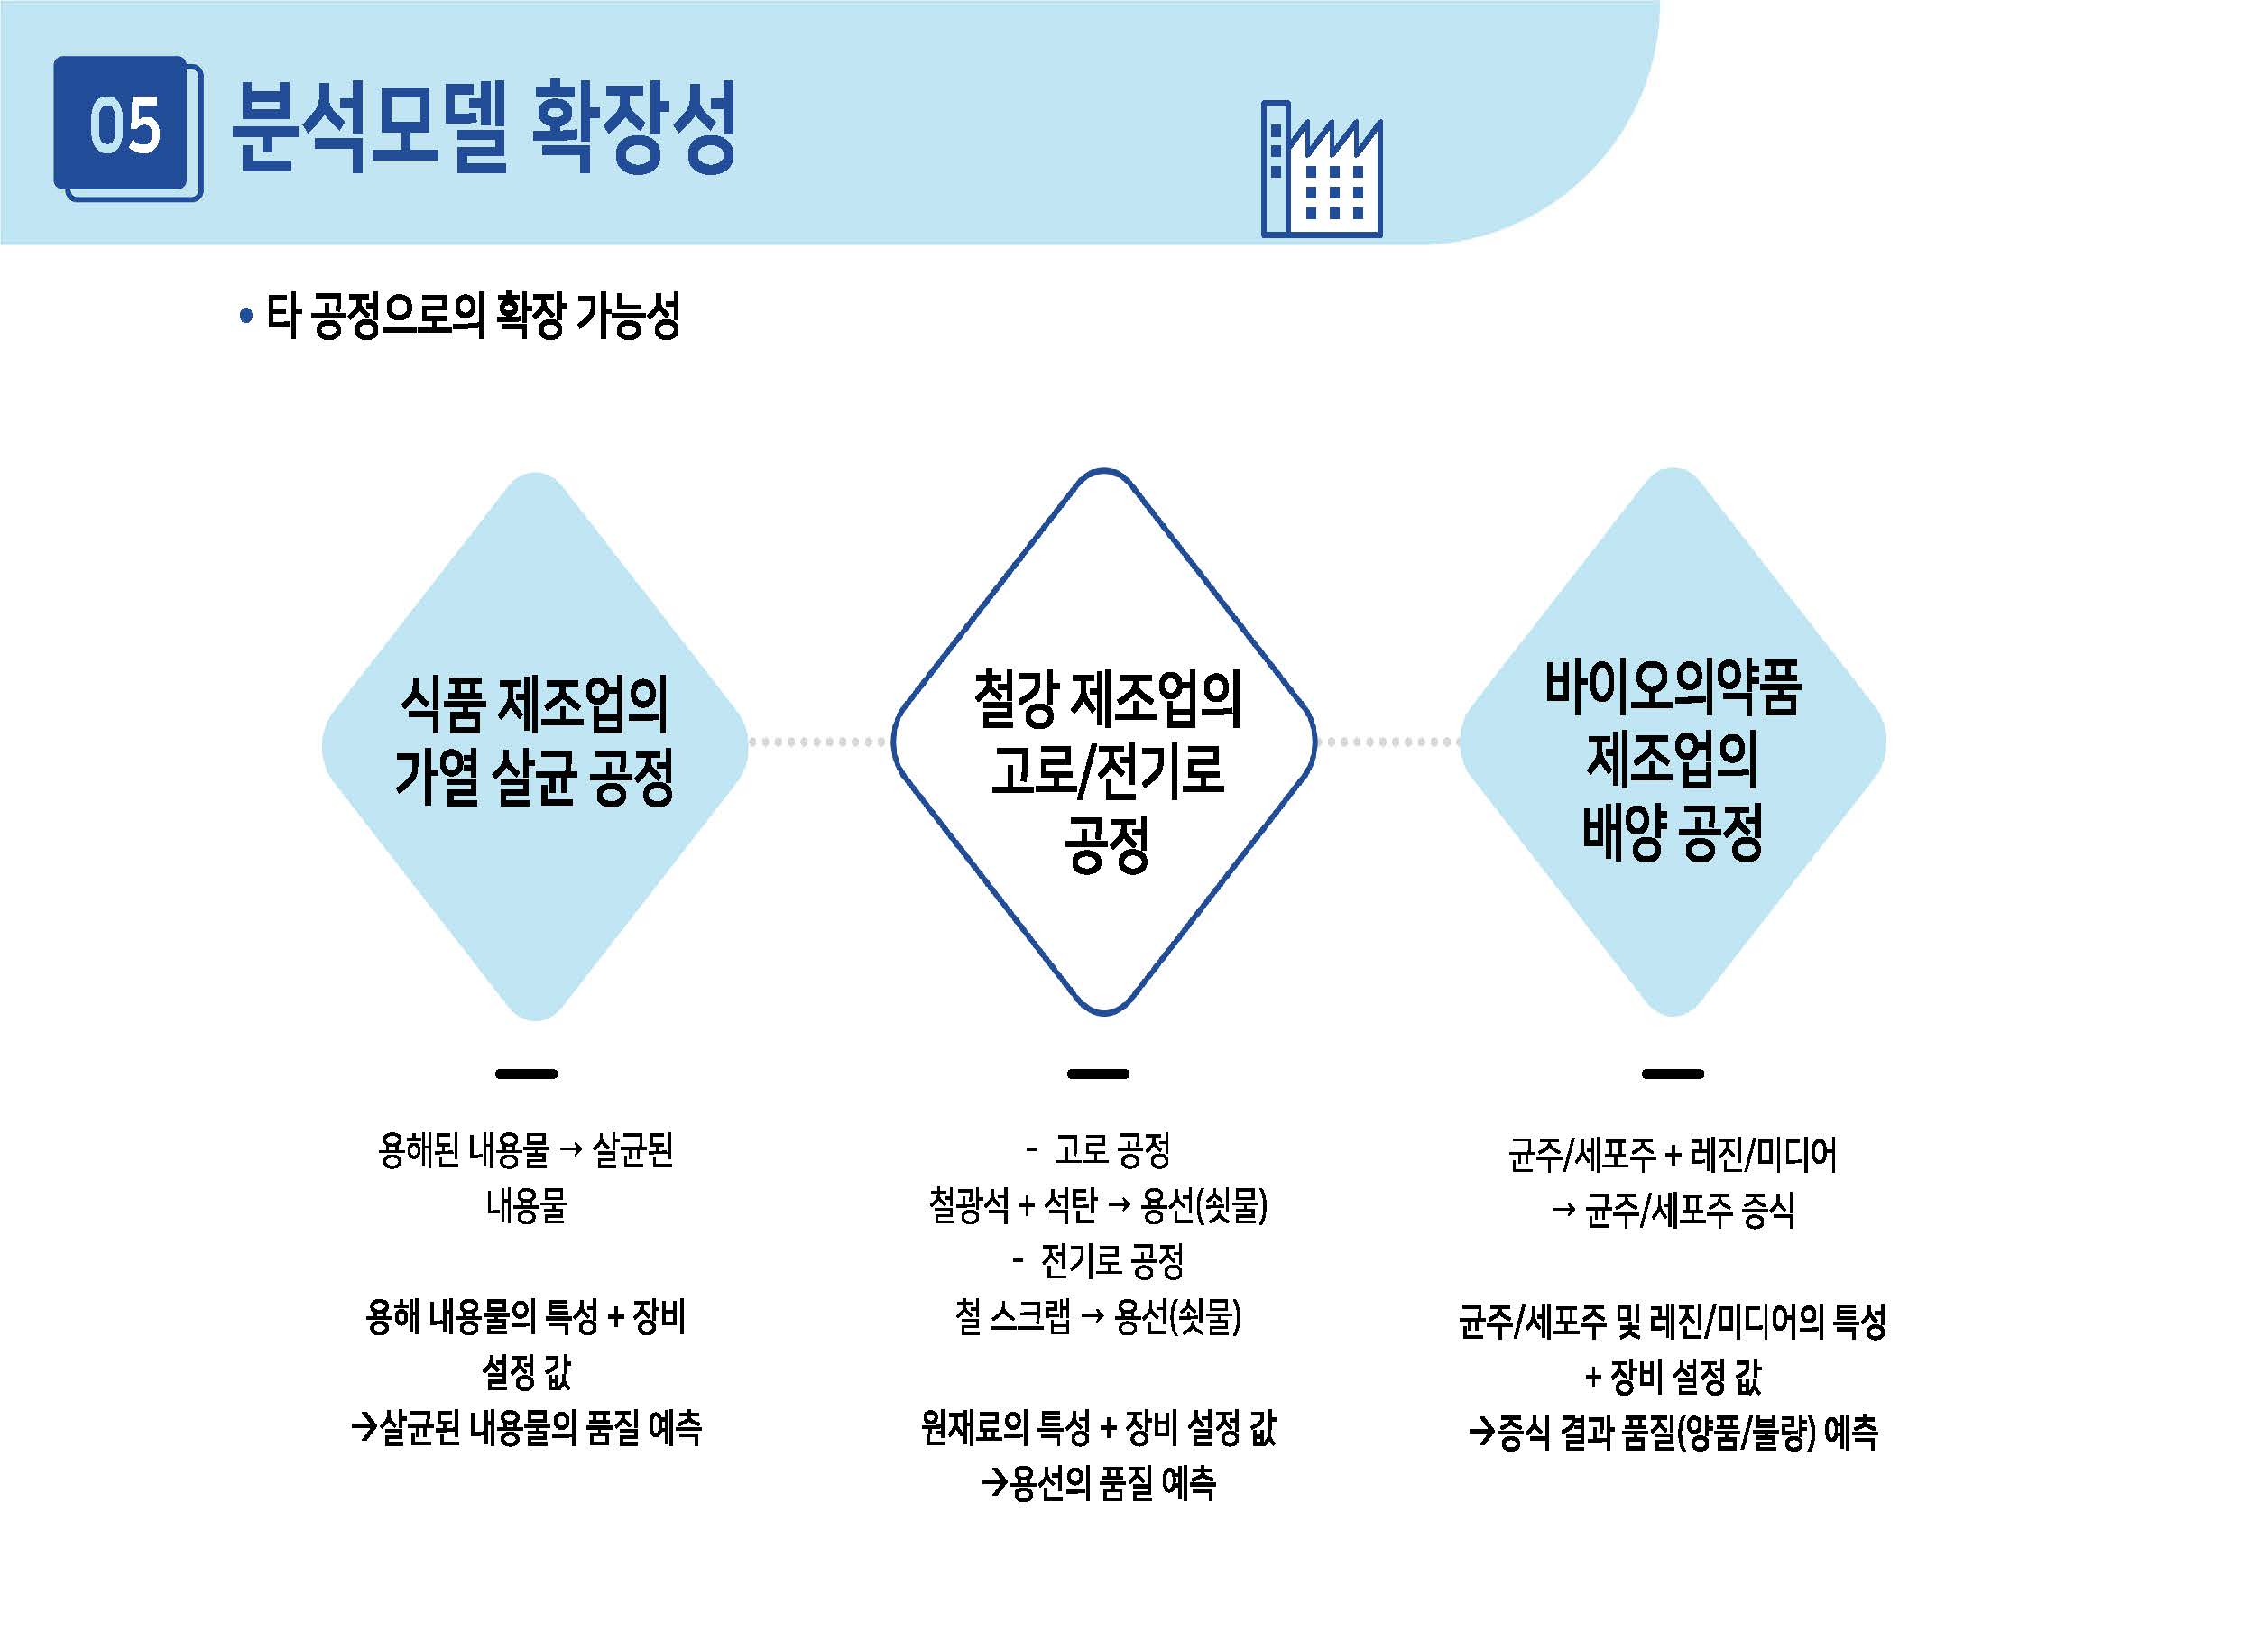 05 분석모델 확장성
• 타 공정으로의 확장 가능성
식품 제조업의
가열 살균 공정
철강 제조업의
고로/전기로
공정
바이오의약품
제조업의
배양 공정
용해된 내용물 → 살균된
내용물
용해 내용물의 특성 + 장비
설정 값
→살균된 내용물의 품질 예측
- 고로 공정
철광석 + 석탄 → 용선(쇳물)
- 전기로 공정
철 스크랩 → 용선(쇳물)
원재료의 특성 + 장비 설정 값
→용선의 품질 예측
균주/세포주 + 레진/미디어
→ 균주/세포주 증식
균주/세포주 및 레진/미디어의 특성
+ 장비 설정 값
→증식 결과 품질(양품/불량) 예측